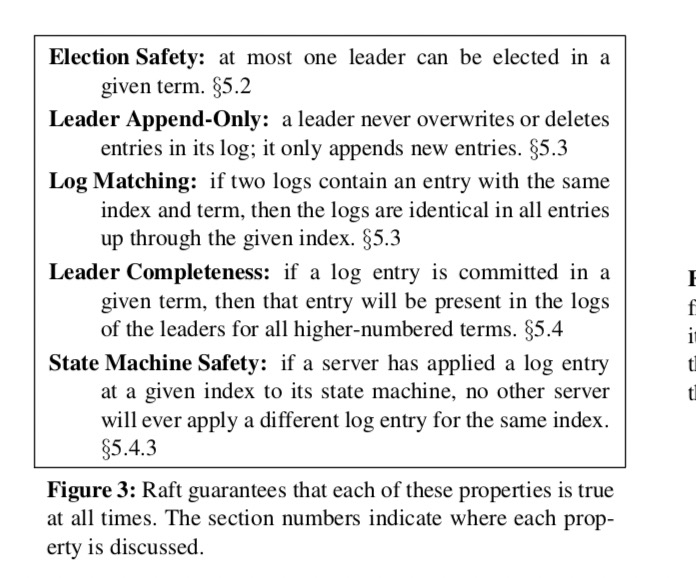 Election Safety: at most one leader can be elected in a
given term. §5.2
Leader Append-Only: a leader never overwrites or deletes
entries in its log; it only appends new entries. §5.3
Log Matching: if two logs contain an entry with the same
index and term, then the logs are identical in all entries
up through the given index. §5.3
Leader Completeness: if a log entry is committed in a
given term, then that entry will be present in the logs
of the leaders for all higher-numbered terms. §5.4
State Machine Safety: if a server has applied a log entry
at a given index to its state machine, no other server
will ever apply a different log entry for the same index.
§5.4.3
Figure 3: Raft guarantees that each of these properties is true
at all times. The section numbers indicate where each prop-
erty is discussed.